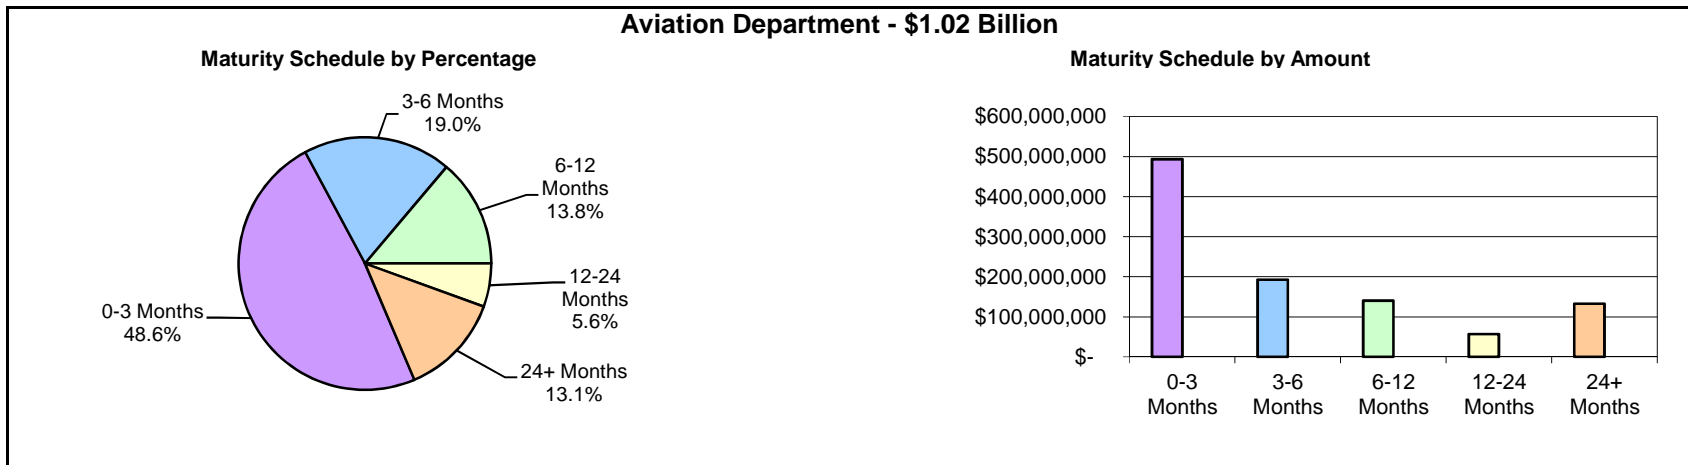 Aviation Department - $1.02 Billion
Maturity Schedule by Percentage
3-6 Months
19.0%
6-12
Months
13.8%
12-24
Months
5.6%
24+ Months
13.1%
0-3 Months
48.6%
Maturity Schedule by Amount
$600,000,000
$500,000,000
$400,000,000
$300,000,000
$200,000,000
$100,000,000
$-
0-3
Months
3-6
Months
6-12
Months
12-24
Months
24+
Months